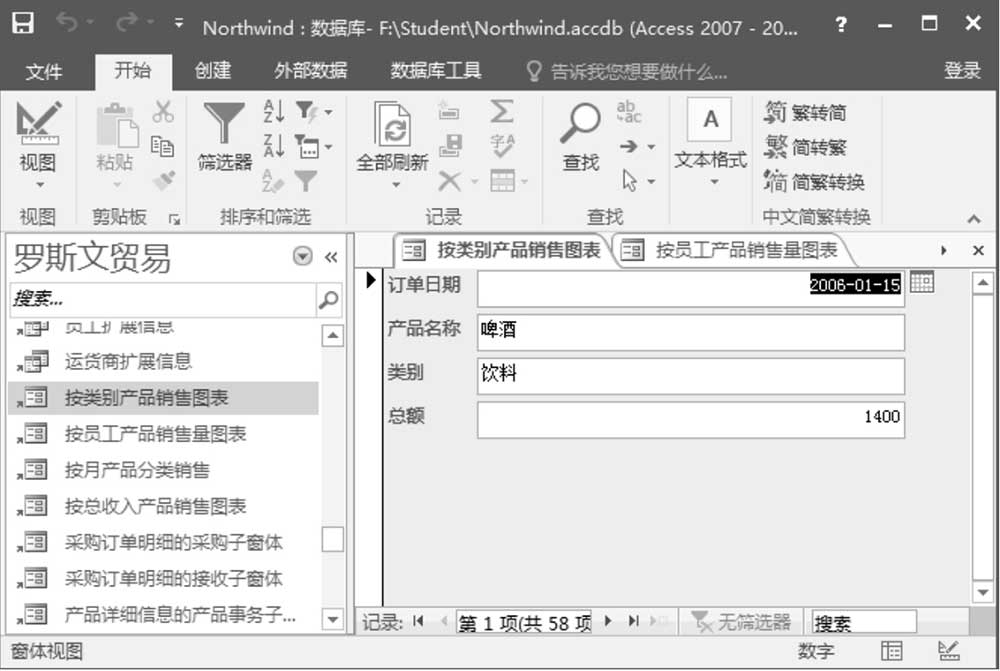 Northwind : 数据库- F:\Student\Northwind.accdb (Access 2007 - 20...
?
文件 开始 创建 外部数据 数据库工具 告诉我您想要做什么... 登录
视图 粘贴 筛选器 全部刷新 查找 文本格式
繁转简
简转繁
简繁转换
视图 剪贴板 排序和筛选 记录 查找 中文简繁转换
罗斯文贸易
搜索...
员工扩展信息
运货商扩展信息
按类别产品销售图表
按员工产品销售量图表
按月产品分类销售
按总收入产品销售图表
采购订单明细的采购子窗体
采购订单明细的接收子窗体
产品详细信息的产品事务子...
按类别产品销售图表 按员工产品销售量图表
订单日期 2006-01-15
产品名称 啤酒
类别 饮料
总额 1400
记录: 第 1 项(共 58 项 无筛选器 搜索
窗体视图 数字